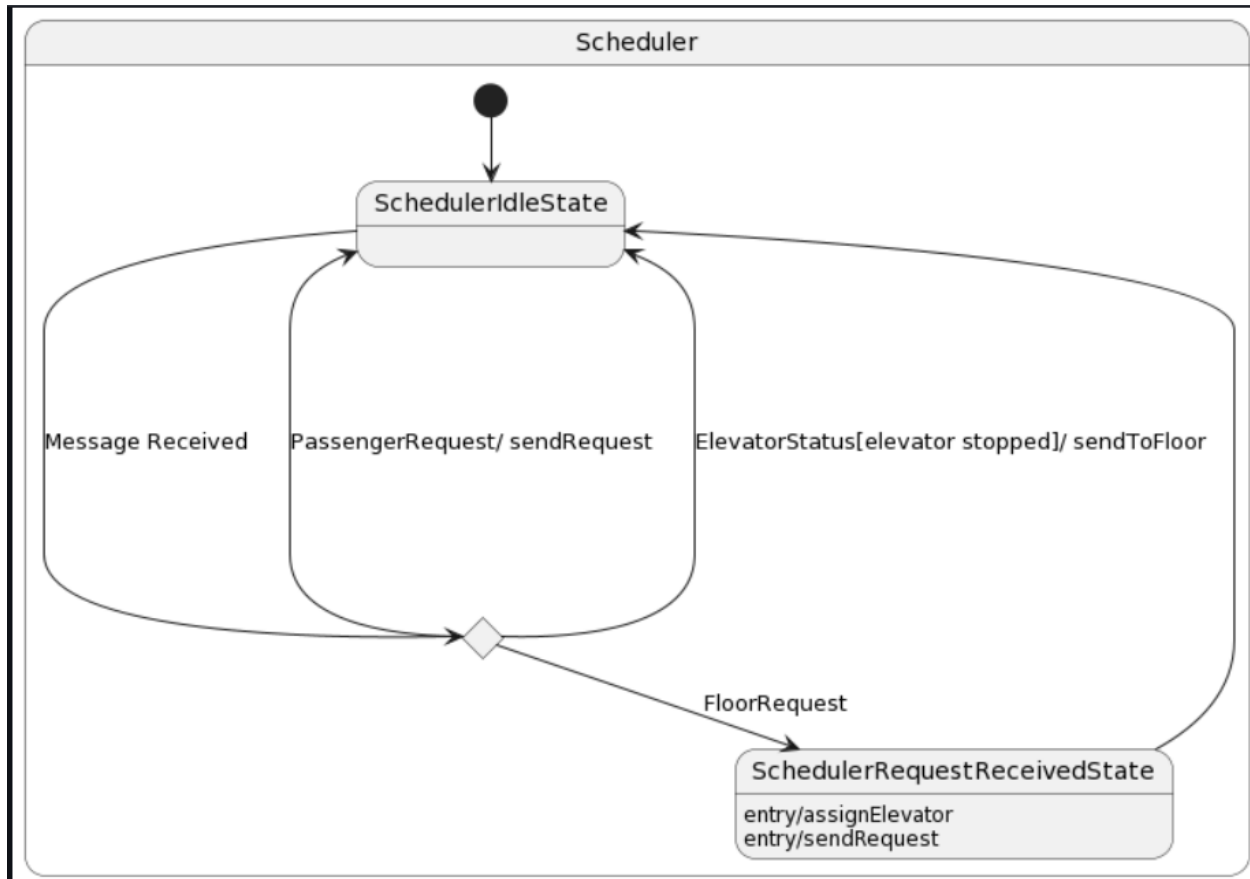 Scheduler
SchedulerIdleState
Message Received
PassengerRequest/ sendRequest
ElevatorStatus[elevator stopped]/ sendToFloor
FloorRequest
SchedulerRequestReceivedState
entry/assignElevator
entry/sendRequest